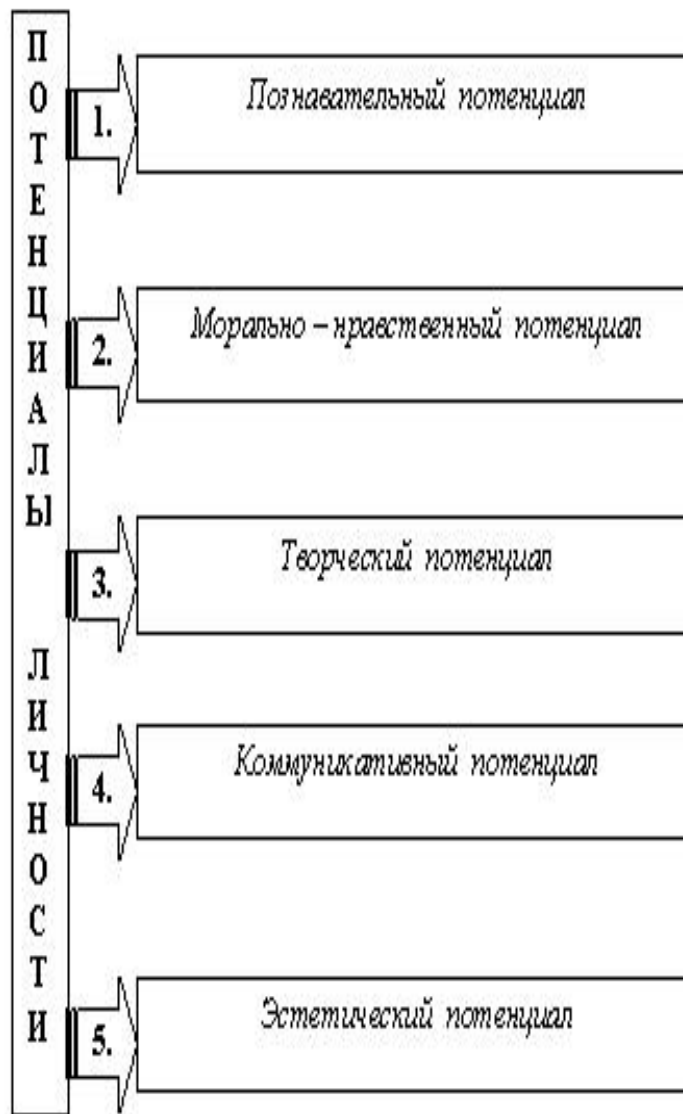 ПОТЕНЦИАЛЫ ЛИЧНОСТИ
1. Познавательный потенциал
2. Морально – нравственный потенциал
3. Творческий потенциал
4. Коммуникативный потенциал
5. Эстетический потенциал